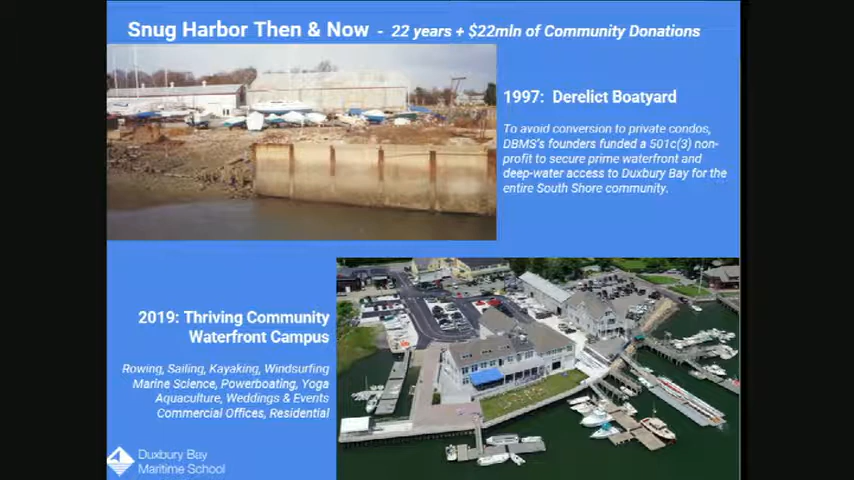 Snug Harbor Then & Now - 22 years + $22mln of Community Donations
1997: Derelict Boatyard
To avoid conversion to private condos,
DBMS's founders funded a 501c(3) non-
profit to secure prime waterfront and
deep-water access to Duxbury Bay for the
entire South Shore community.
2019: Thriving Community
Waterfront Campus
Rowing, Sailing, Kayaking, Windsurfing
Marine Science, Powerboating, Yoga
Aquaculture, Weddings & Events
Commercial Offices, Residential
Duxbury Bay
Maritime School